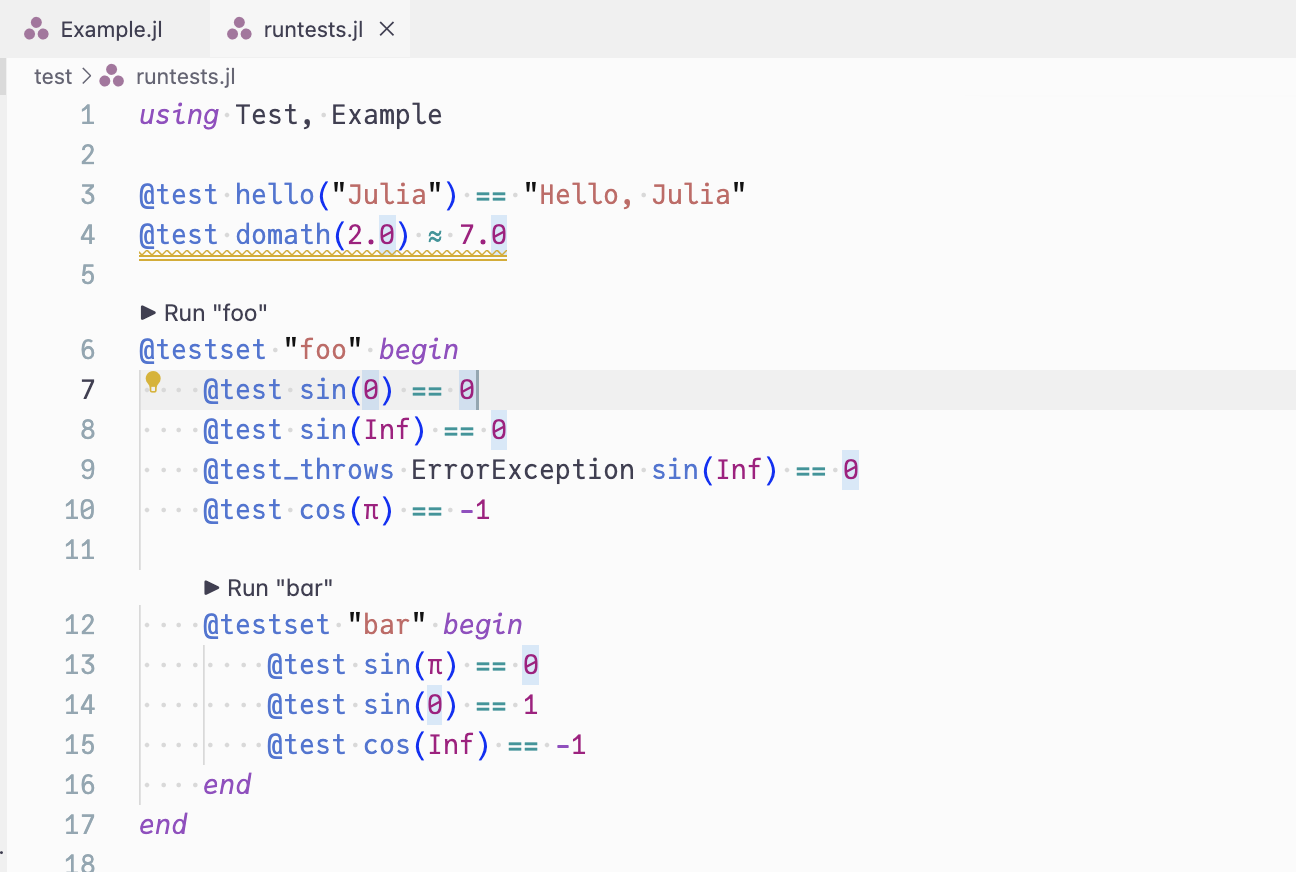 Example.jl runtests.jl
test > runtests.jl
1 using Test, Example
2
3 @test hello("Julia") == "Hello, Julia"
4 @test domath(2.0) ≈ 7.0
5
▶ Run "foo"
6 @testset "foo" begin
7     @test sin(0) == 0
8     @test sin(Inf) == 0
9     @test_throws ErrorException sin(Inf) == 0
10     @test cos(π) == -1
11
▶ Run "bar"
12     @testset "bar" begin
13         @test sin(π) == 0
14         @test sin(0) == 1
15         @test cos(Inf) == -1
16     end
17 end
18